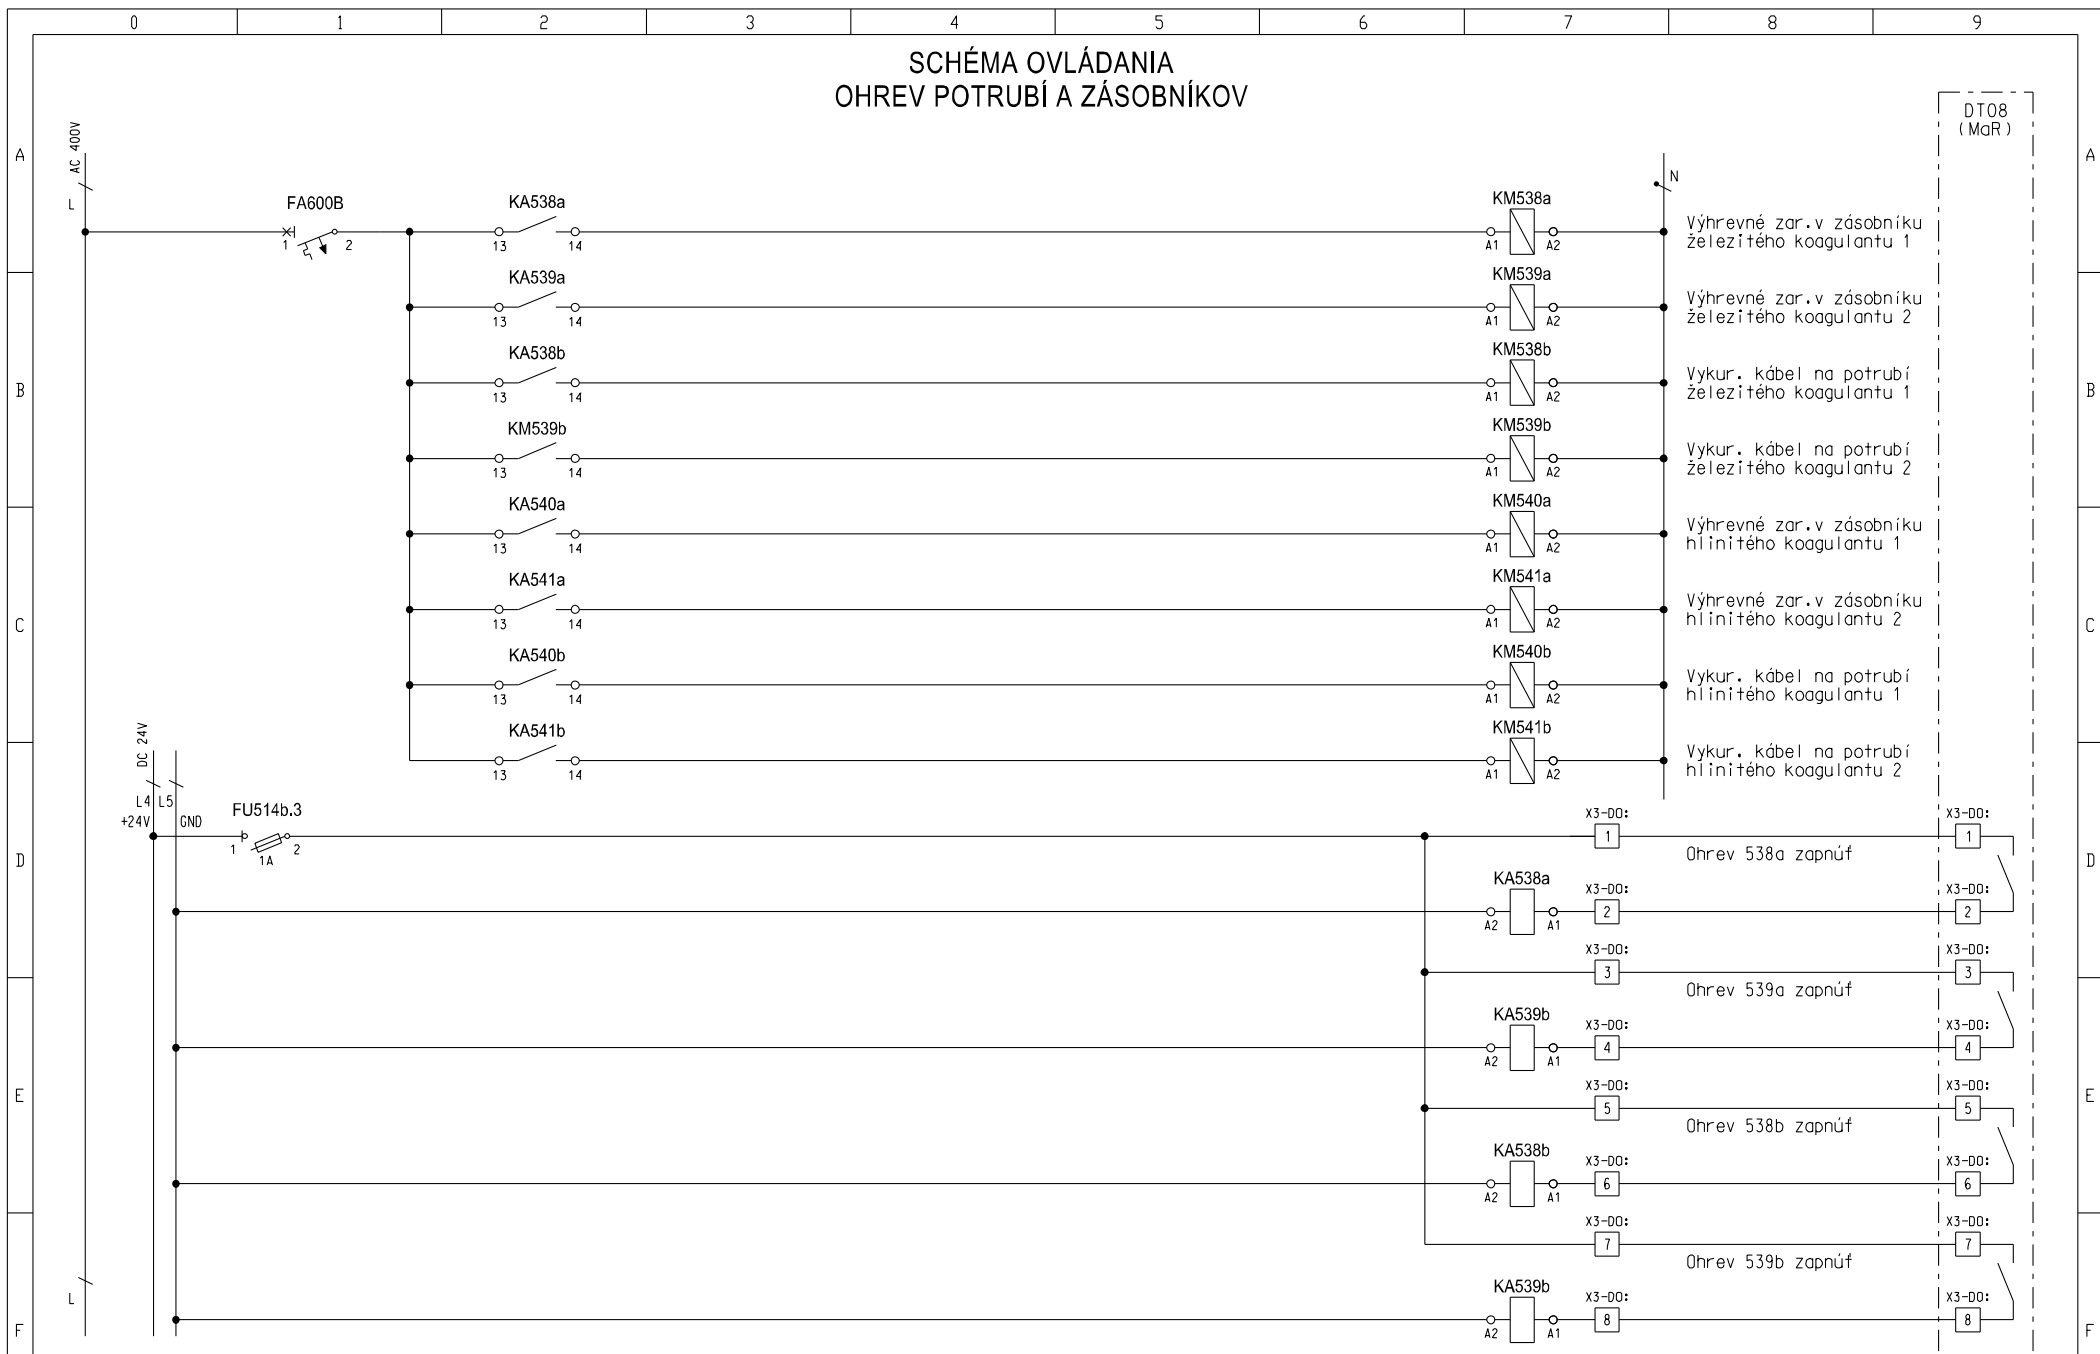 0 1 2 3 4 5 6 7 8 9
SCHÉMA OVLÁDANIA
OHREV POTRUBÍ A ZÁSOBNÍKOV
DT08
(MaR)
A A
AC 400V
L
N
FA600B
1 2
KA538a
13 14
KM538a
A1 A2
Výhrevné zar.v zásobníku
železitého koagulantu 1
KA539a
13 14
KM539a
A1 A2
Výhrevné zar.v zásobníku
železitého koagulantu 2
B B
KA538b
13 14
KM538b
A1 A2
Vykur. kábel na potrubí
železitého koagulantu 1
KM539b
13 14
KM539b
A1 A2
Vykur. kábel na potrubí
železitého koagulantu 2
KA540a
13 14
KM540a
A1 A2
Výhrevné zar.v zásobníku
hlinitého koagulantu 1
C C
KA541a
13 14
KM541a
A1 A2
Výhrevné zar.v zásobníku
hlinitého koagulantu 2
KA540b
13 14
KM540b
A1 A2
Vykur. kábel na potrubí
hlinitého koagulantu 1
KA541b
13 14
KM541b
A1 A2
Vykur. kábel na potrubí
hlinitého koagulantu 2
DC 24V
L4 L5
+24V GND
FU514b.3
1 1A 2
D D
X3-DO: X3-DO:
1 1
Ohrev 538a zapnúť
KA538a
A2 A1
X3-DO: X3-DO:
2 2
X3-DO: X3-DO:
3 3
Ohrev 539a zapnúť
KA539b
A2 A1
X3-DO: X3-DO:
4 4
E E
X3-DO: X3-DO:
5 5
Ohrev 538b zapnúť
KA538b
A2 A1
X3-DO: X3-DO:
6 6
X3-DO: X3-DO:
7 7
Ohrev 539b zapnúť
L
KA539b
A2 A1
X3-DO: X3-DO:
8 8
F F